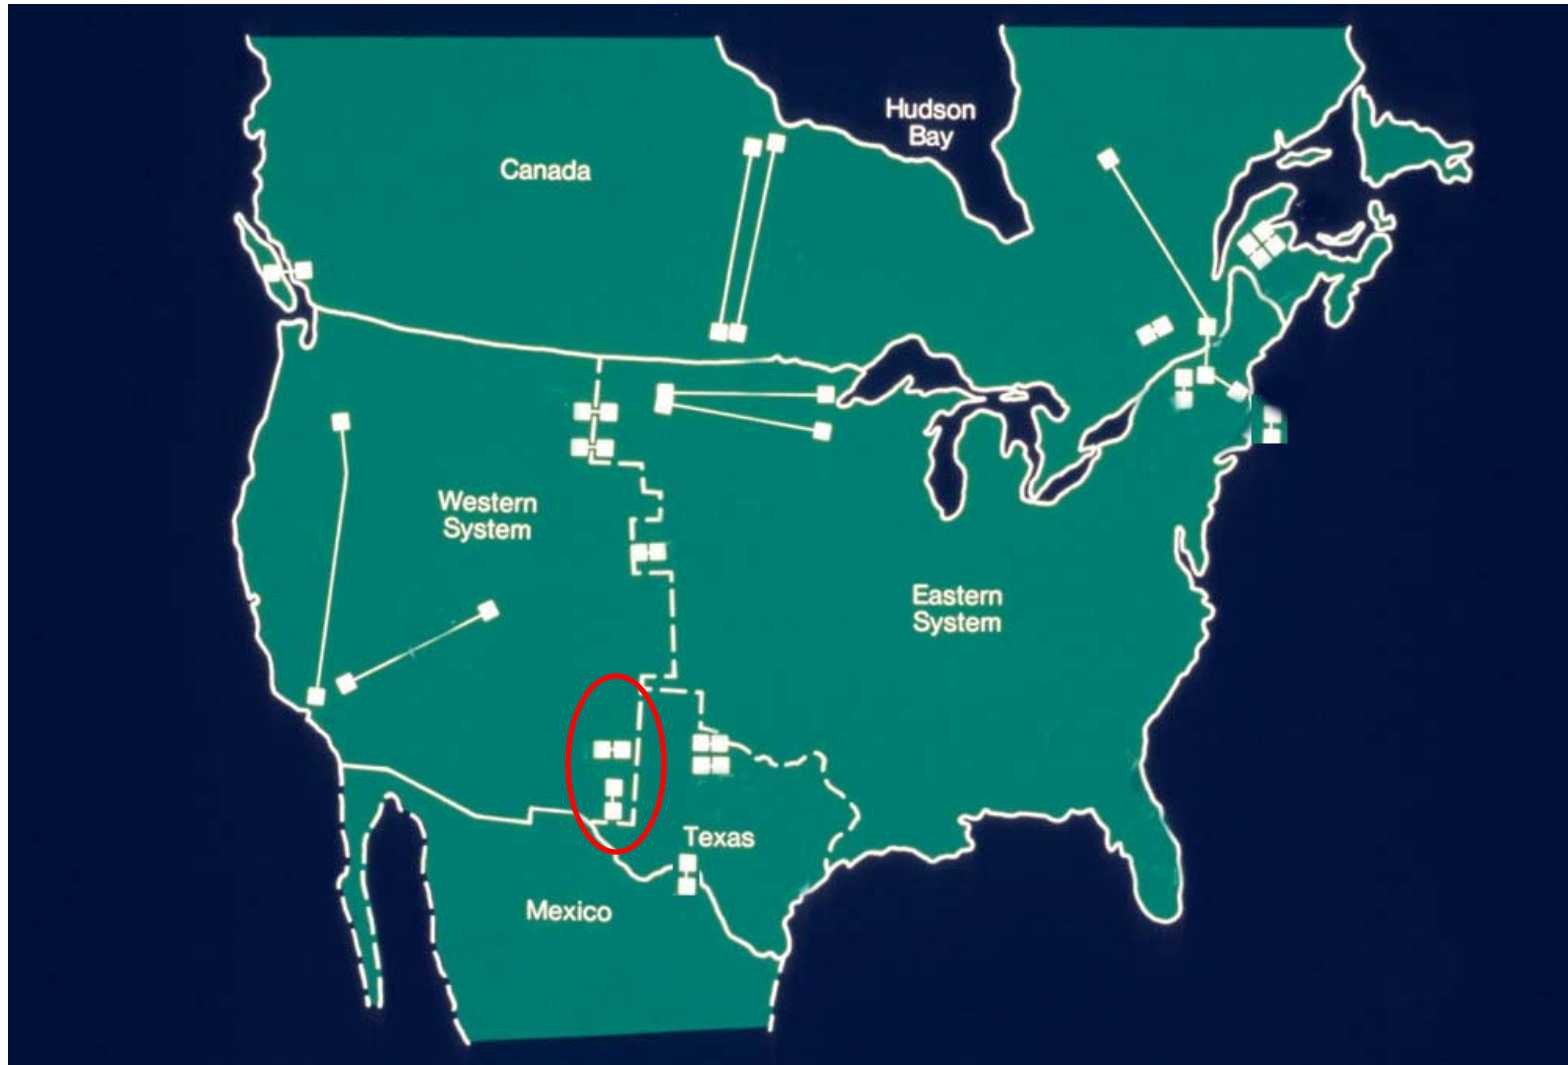 Hudson
Bay
Canada
Western
System
Eastern
System
Texas
Mexico